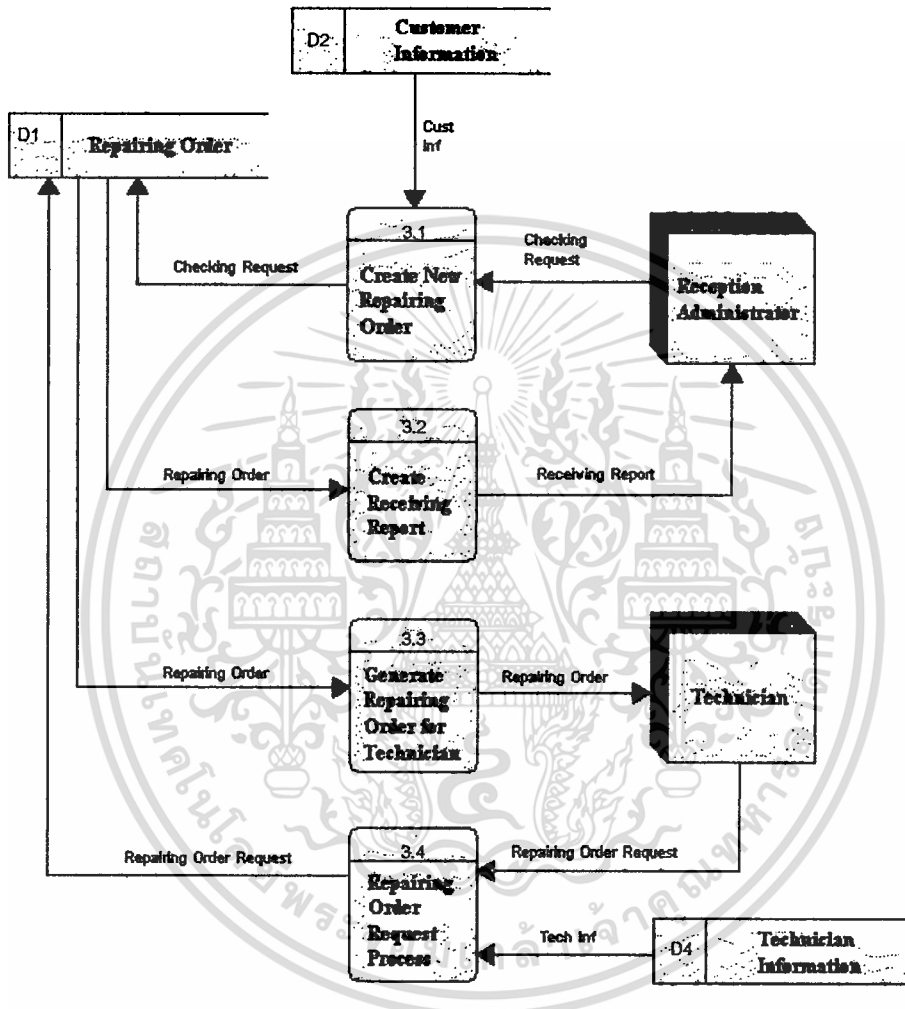 D2
Customer
Information
Cust
Inf
D1
Repairing Order
3.1
Create New
Repairing
Order
Checking Request
Checking
Request
Reception
Administrator
3.2
Create
Receiving
Report
Repairing Order
Receiving Report
3.3
Generate
Repairing
Order for
Technician
Repairing Order
Repairing Order
Technician
3.4
Repairing
Order
Request
Process
Repairing Order Request
Repairing Order Request
Tech Inf
D4
Technician
Information